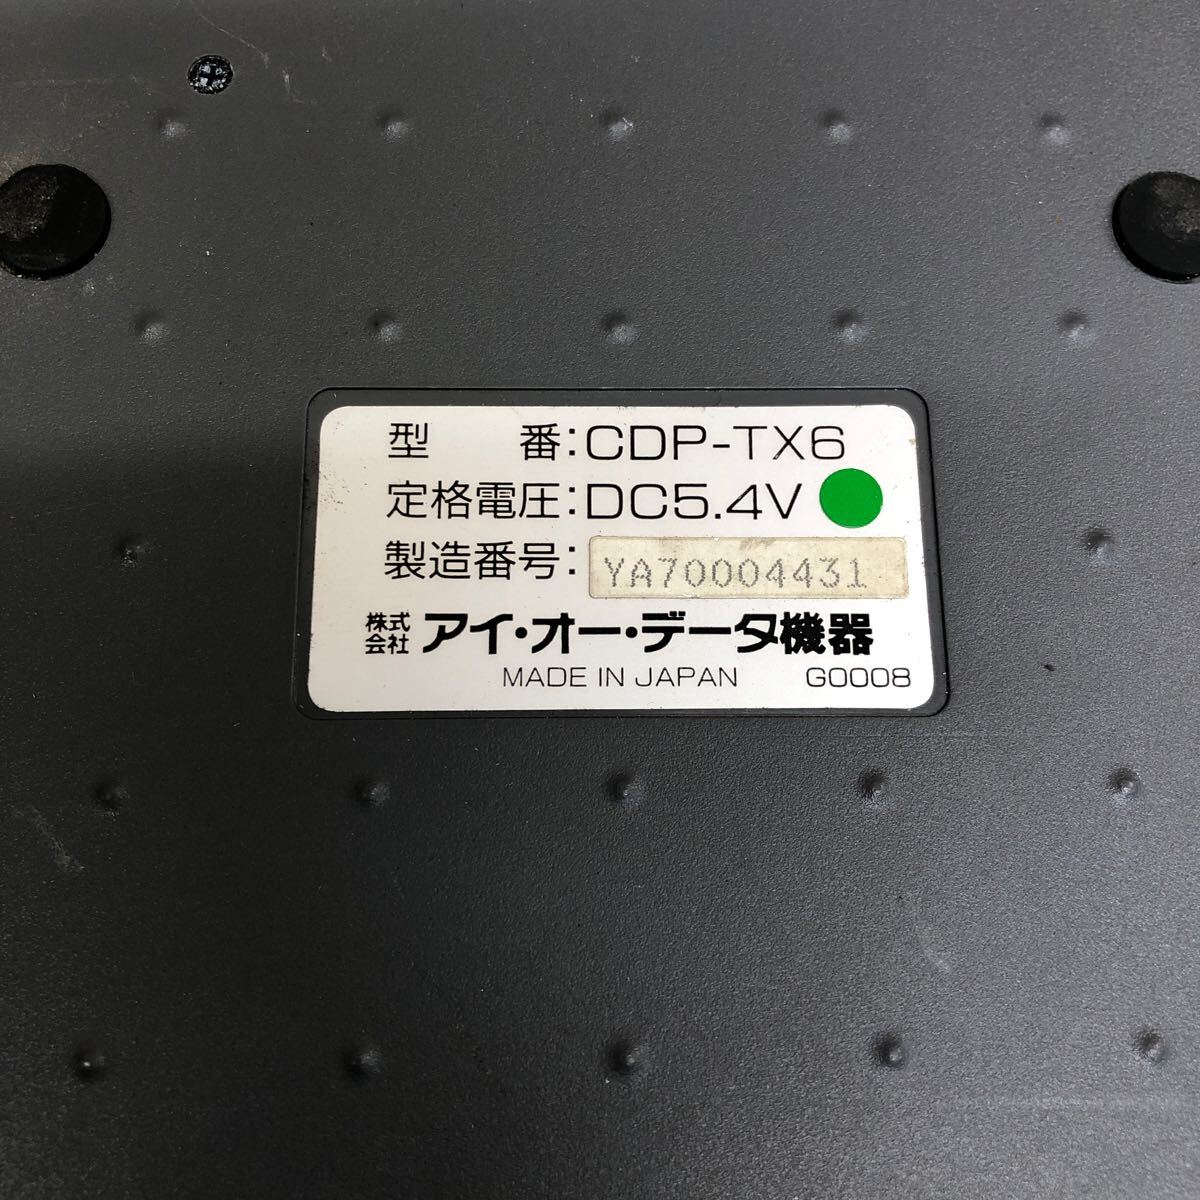 型 番:CDP-TX6
定格電圧:DC5.4V
製造番号:YA70004431
株式会社 アイ・オー・データ機器
MADE IN JAPAN G0008